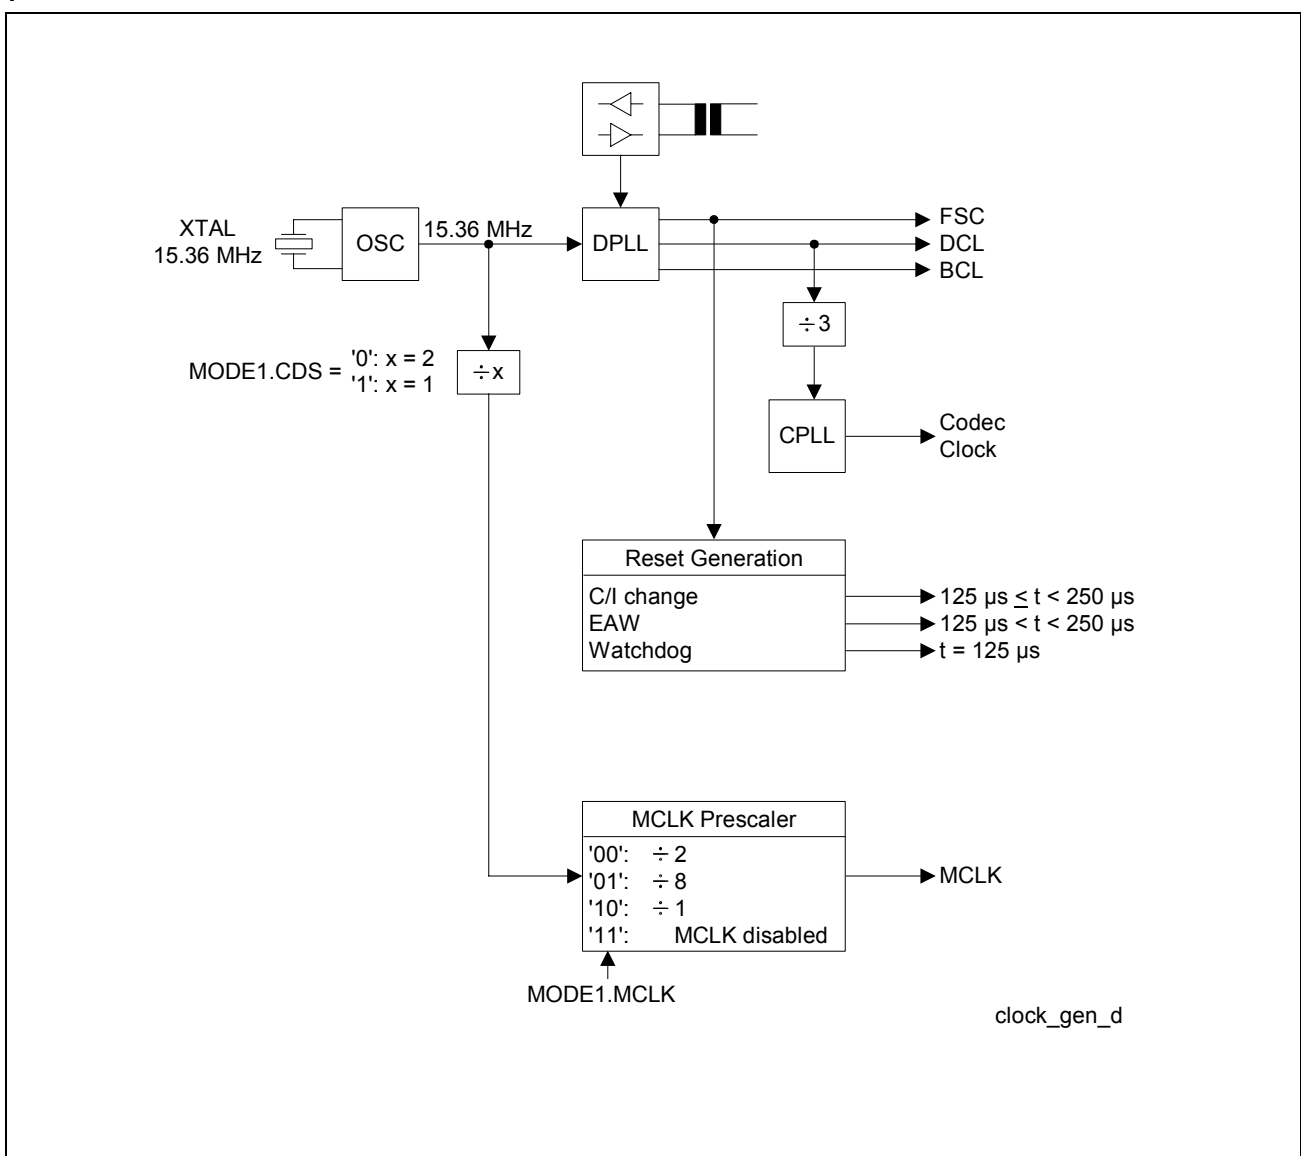 XTAL
15.36 MHz
OSC
15.36 MHz
DPLL
FSC
DCL
BCL
÷3
MODE1.CDS = '0': x = 2
'1': x = 1
÷x
CPLL
Codec
Clock
Reset Generation
C/I change
125 µs ≤ t < 250 µs
EAW
125 µs ≤ t < 250 µs
Watchdog
t = 125 µs
MCLK Prescaler
'00': ÷2
'01': ÷8
'10': ÷1
'11': MCLK disabled
MCLK
MODE1.MCLK
clock_gen_d